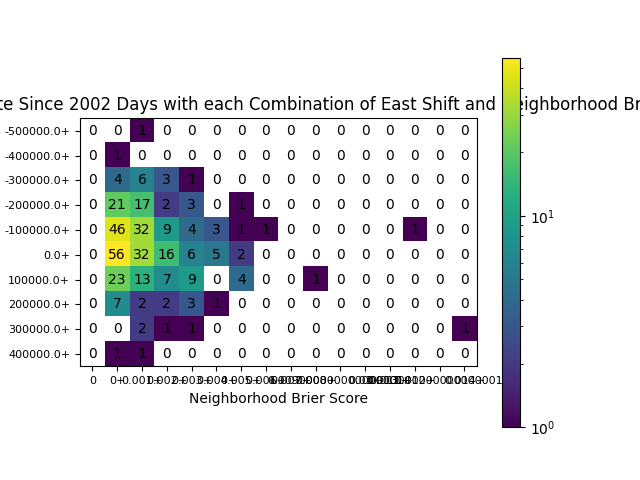 te Since 2002 Days with each Combination of East Shift and Neighborhood Bri
-500000.0+ 0 0 1 0 0 0 0 0 0 0 0 0 0 0 0 0
-400000.0+ 0 1 0 0 0 0 0 0 0 0 0 0 0 0 0 0
-300000.0+ 0 4 6 3 1 0 0 0 0 0 0 0 0 0 0 0
-200000.0+ 0 21 17 2 3 0 1 0 0 0 0 0 0 0 0 0
-100000.0+ 0 46 32 9 4 3 1 1 0 0 0 0 0 1 0 0
0.0+ 0 56 32 16 6 5 2 0 0 0 0 0 0 0 0 0
100000.0+ 0 23 13 7 9 0 4 0 0 1 0 0 0 0 0 0
200000.0+ 0 7 2 2 3 1 0 0 0 0 0 0 0 0 0 0
300000.0+ 0 0 2 1 1 0 0 0 0 0 0 0 0 0 0 1
400000.0+ 0 1 1 0 0 0 0 0 0 0 0 0 0 0 0 0
0
Neighborhood Brier Score
10¹
10⁰